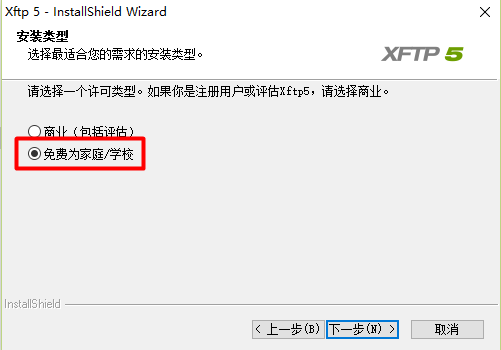 Xftp 5 - InstallShield Wizard
安装类型
选择最适合您的需求的安装类型。
XFTP 5
请选择一个许可类型。如果你是注册用户或评估Xftp5，请选择商业。
商业（包括评估）
免费为家庭/学校
InstallShield
< 上一步(B)
下一步(N) >
取消